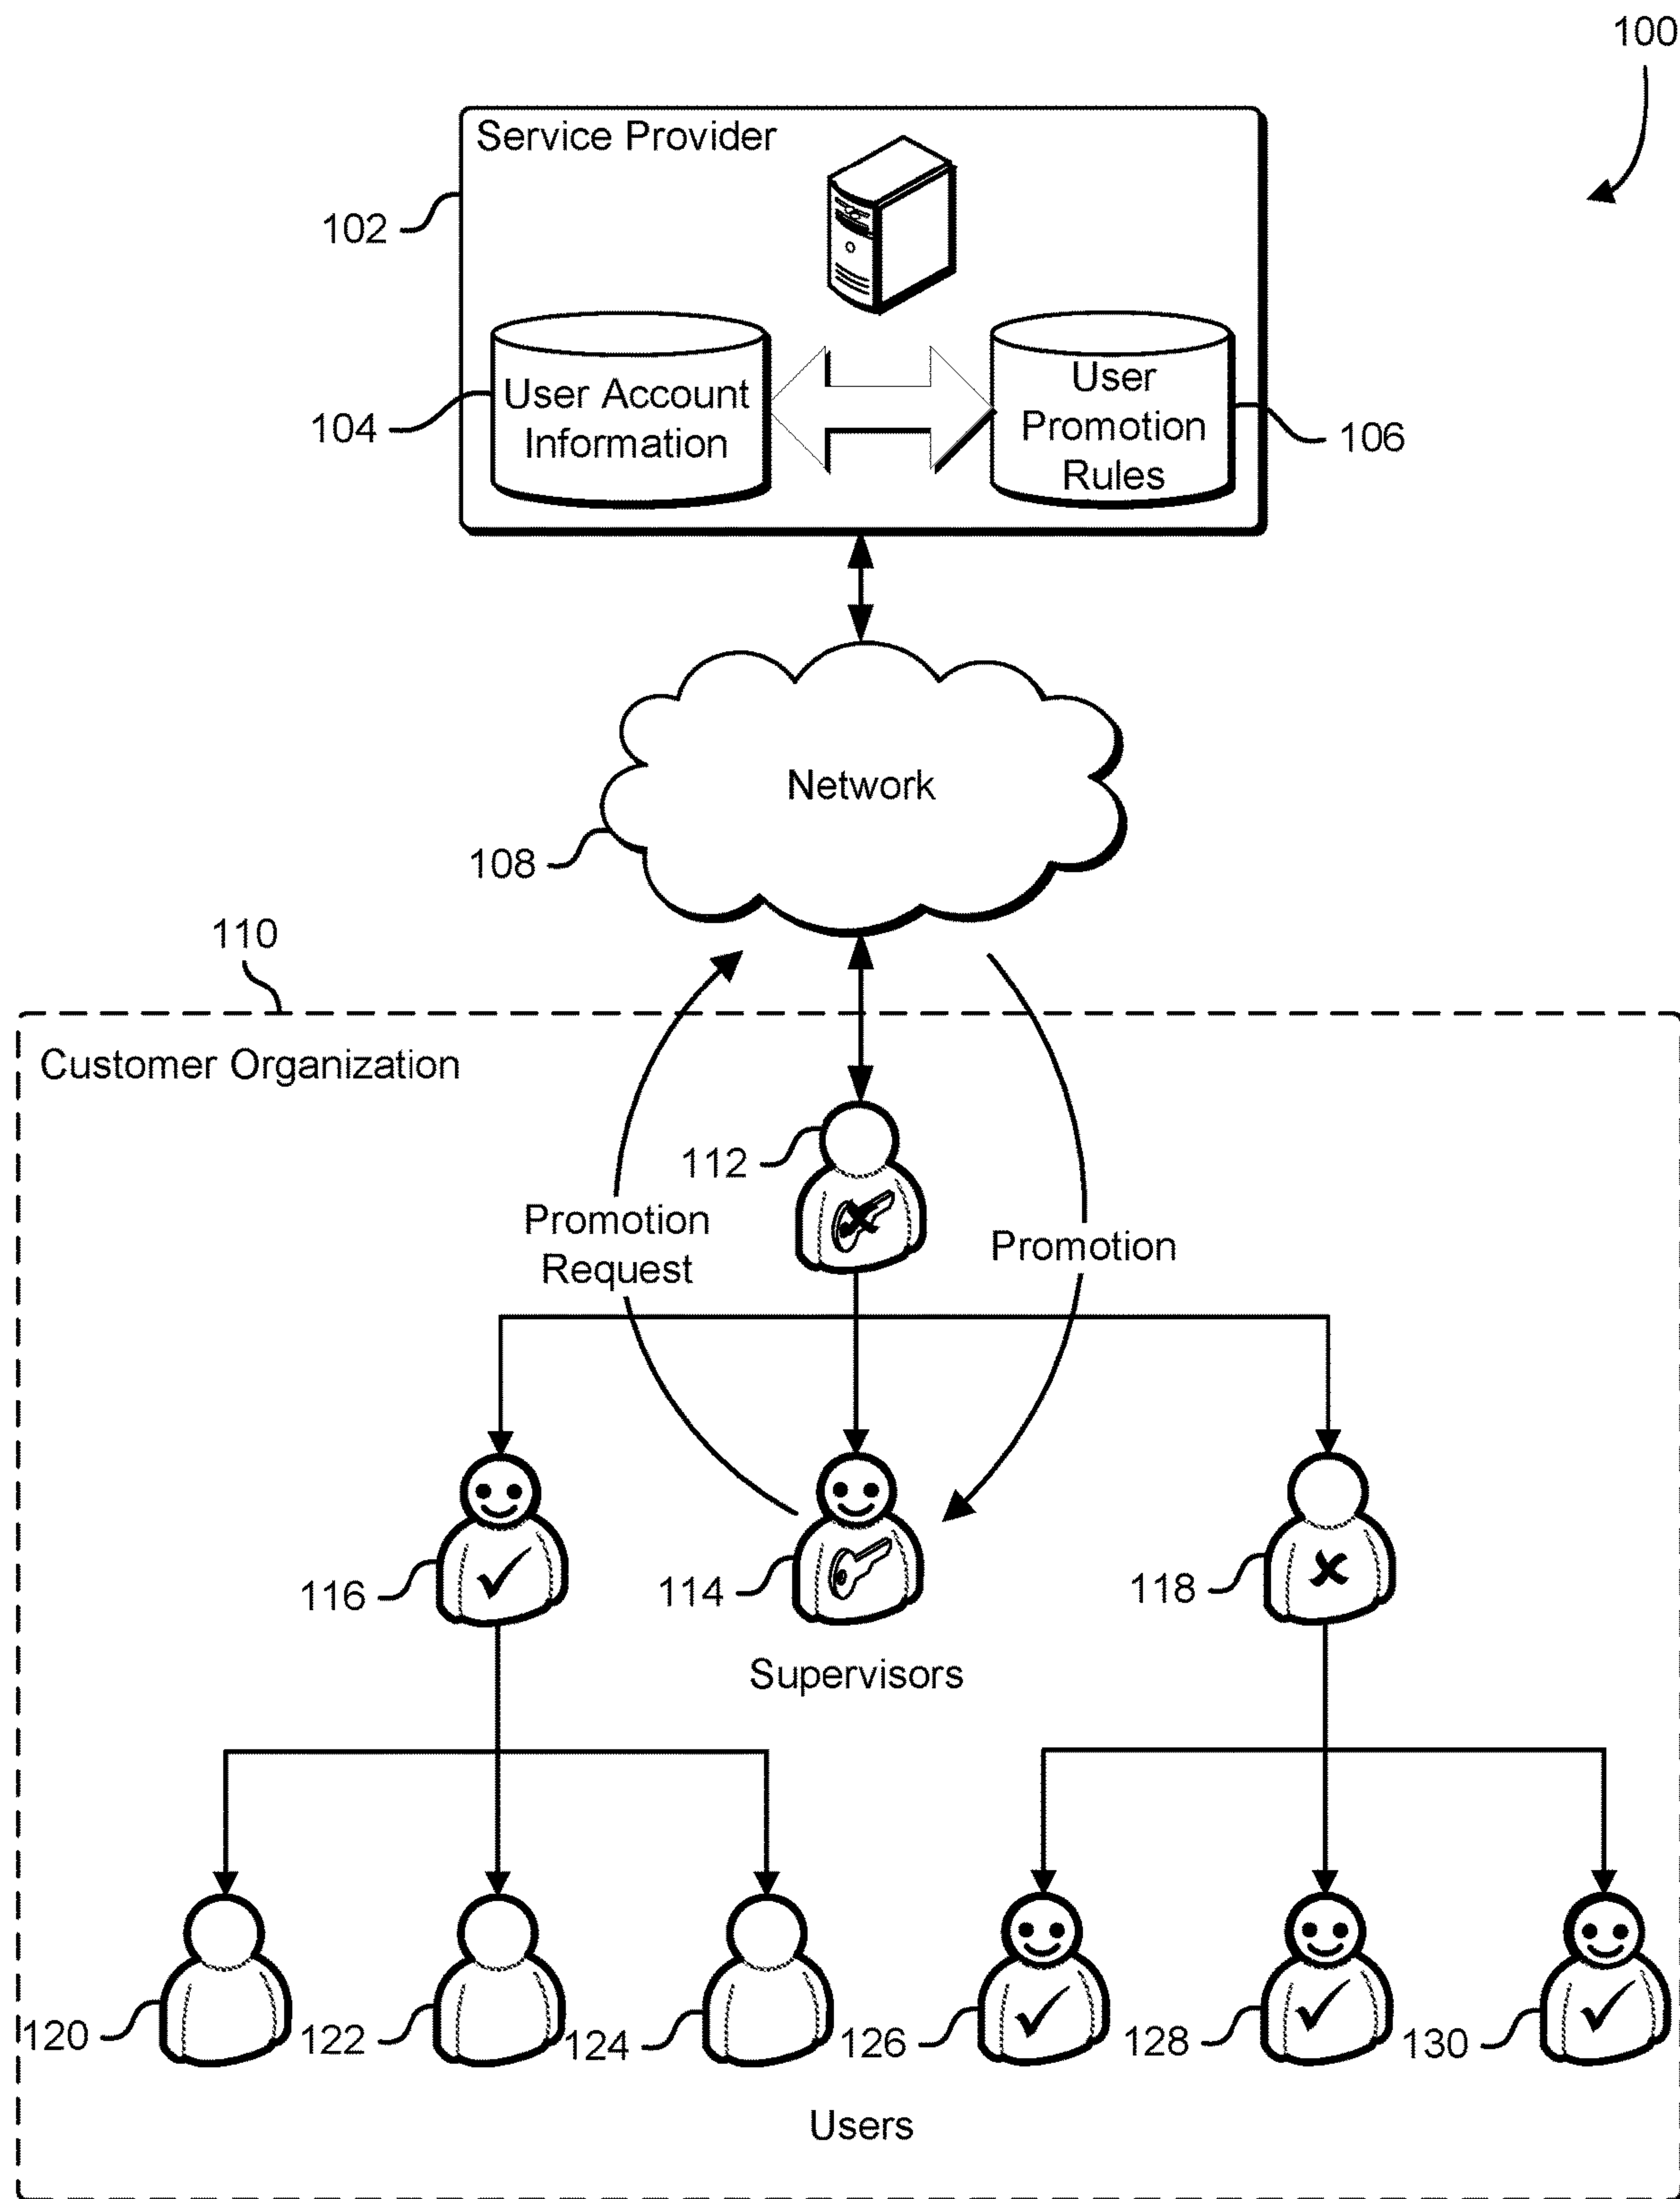 100
Service Provider
102
User Account
Information
104
User
Promotion
Rules
106
Network
108
110
Customer Organization
112
Promotion
Request
Promotion
116
114
118
Supervisors
120
122
124
126
128
130
Users